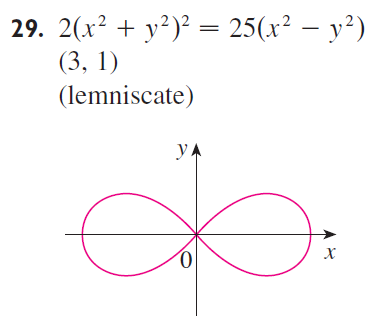 29. 2(x² + y²)² = 25(x² − y²)
(3, 1)
(lemniscate)
y
0
x